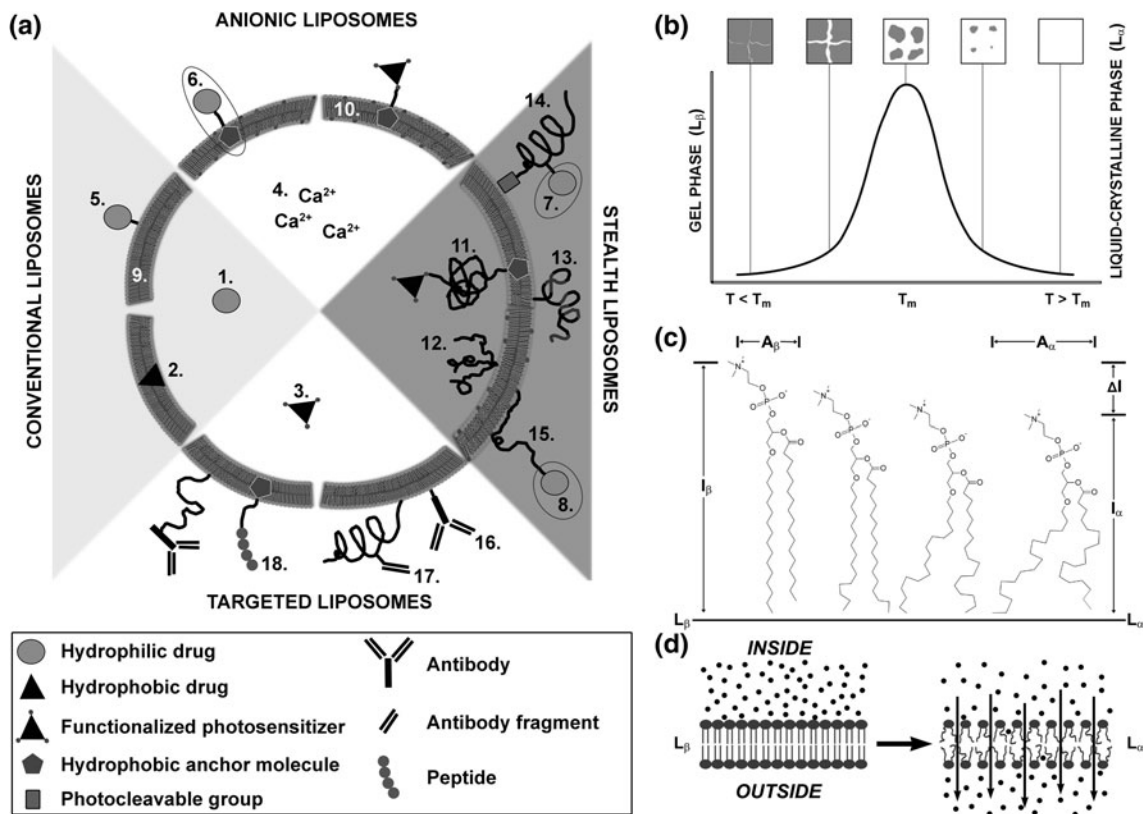 (a)
ANIONIC LIPOSOMES
CONVENTIONAL LIPOSOMES
STEALTH LIPOSOMES
TARGETED LIPOSOMES
6.
10.
14.
7.
5.
4. Ca²⁺
Ca²⁺ Ca²⁺
9.
1.
11.
13.
12.
2.
3.
15.
8.
16.
18.
17.
Hydrophilic drug
Hydrophobic drug
Functionalized photosensitizer
Hydrophobic anchor molecule
Photocleavable group
Antibody
Antibody fragment
Peptide
(b)
GEL PHASE (Lβ)
LIQUID-CRYSTALLINE PHASE (Lα)
T < Tm
Tm
T > Tm
(c)
Aβ
Aα
Δl
lβ
lα
N⁺ O O P O⁻ O O O O
N⁺ O O P O⁻ O O O O
N⁺ O O P O⁻ O O O O
N⁺ O O P O⁻ O O O O
Lβ
Lα
(d)
INSIDE
Lβ
Lα
OUTSIDE